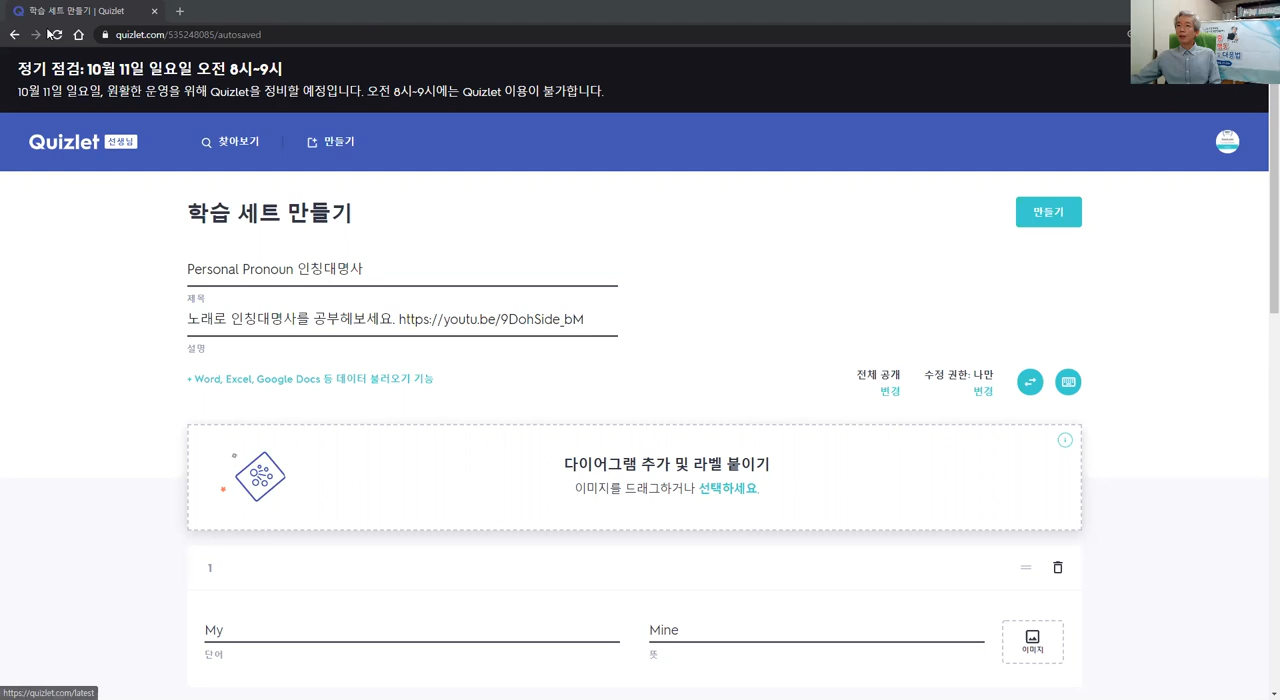 학습 세트 만들기 | Quizlet
quizlet.com/535248085/autosaved
정기 점검: 10월 11일 일요일 오전 8시~9시
10월 11일 일요일, 원활한 운영을 위해 Quizlet을 정비할 예정입니다. 오전 8시~9시에는 Quizlet 이용이 불가합니다.
Quizlet 선생님
찾아보기
만들기
학습 세트 만들기
만들기
Personal Pronoun 인칭대명사
제목
노래로 인칭대명사를 공부헤보세요. https://youtu.be/9DohSide_bM
설명
+ Word, Excel, Google Docs 등 데이터 불러오기 기능
전체 공개
변경
수정 권한: 나만
변경
다이어그램 추가 및 라벨 붙이기
이미지를 드래그하거나 선택하세요.
1
My
단어
Mine
뜻
이미지
https://quizlet.com/latest